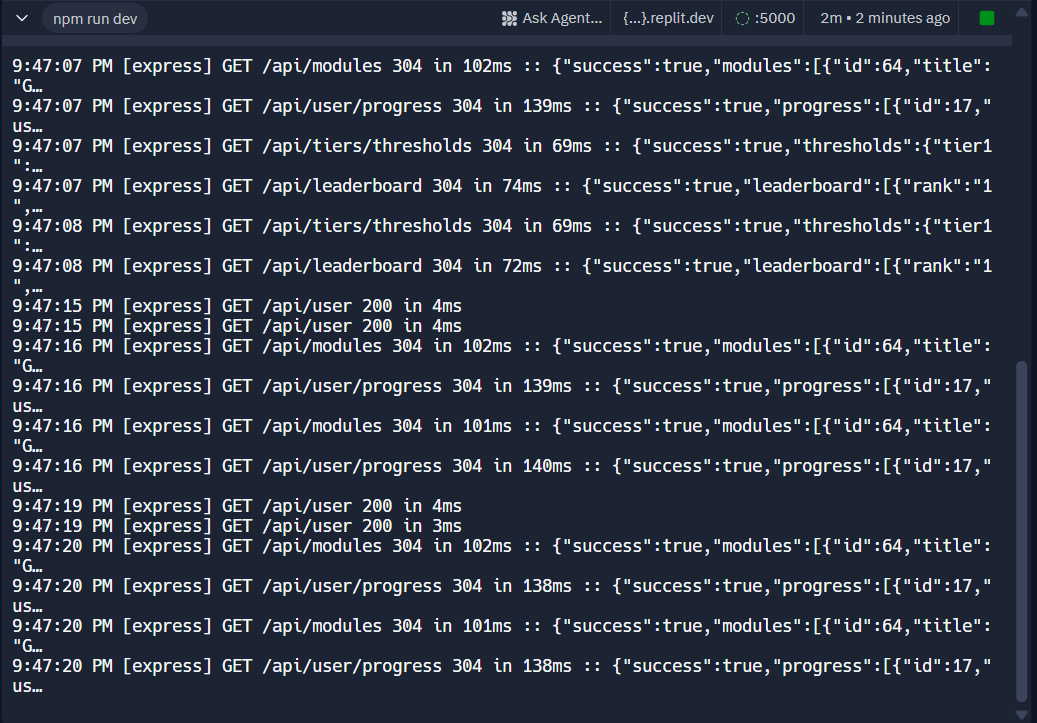 npm run dev
Ask Agent... {...}.replit.dev :5000 2m • 2 minutes ago
9:47:07 PM [express] GET /api/modules 304 in 102ms :: {"success":true,"modules":[{"id":64,"title":
"G…
9:47:07 PM [express] GET /api/user/progress 304 in 139ms :: {"success":true,"progress":[{"id":17,"
us…
9:47:07 PM [express] GET /api/tiers/thresholds 304 in 69ms :: {"success":true,"thresholds":{"tier1
":…
9:47:07 PM [express] GET /api/leaderboard 304 in 74ms :: {"success":true,"leaderboard":[{"rank":"1
",…
9:47:08 PM [express] GET /api/tiers/thresholds 304 in 69ms :: {"success":true,"thresholds":{"tier1
":…
9:47:08 PM [express] GET /api/leaderboard 304 in 72ms :: {"success":true,"leaderboard":[{"rank":"1
",…
9:47:15 PM [express] GET /api/user 200 in 4ms
9:47:15 PM [express] GET /api/user 200 in 4ms
9:47:16 PM [express] GET /api/modules 304 in 102ms :: {"success":true,"modules":[{"id":64,"title":
"G…
9:47:16 PM [express] GET /api/user/progress 304 in 139ms :: {"success":true,"progress":[{"id":17,"
us…
9:47:16 PM [express] GET /api/modules 304 in 101ms :: {"success":true,"modules":[{"id":64,"title":
"G…
9:47:16 PM [express] GET /api/user/progress 304 in 140ms :: {"success":true,"progress":[{"id":17,"
us…
9:47:19 PM [express] GET /api/user 200 in 4ms
9:47:19 PM [express] GET /api/user 200 in 3ms
9:47:20 PM [express] GET /api/modules 304 in 102ms :: {"success":true,"modules":[{"id":64,"title":
"G…
9:47:20 PM [express] GET /api/user/progress 304 in 138ms :: {"success":true,"progress":[{"id":17,"
us…
9:47:20 PM [express] GET /api/modules 304 in 101ms :: {"success":true,"modules":[{"id":64,"title":
"G…
9:47:20 PM [express] GET /api/user/progress 304 in 138ms :: {"success":true,"progress":[{"id":17,"
us…